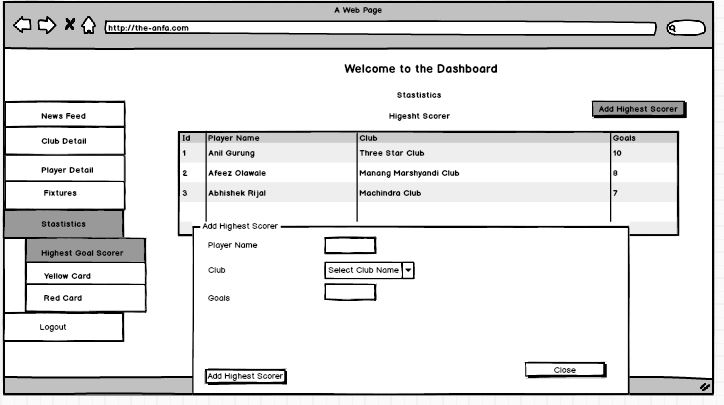 A Web Page
http://the-anfa.com
Welcome to the Dashboard
Stastistics
Higesht Scorer
Add Highest Scorer
News Feed
Club Detail
Player Detail
Fixtures
Stastistics
Highest Goal Scorer
Yellow Card
Red Card
Logout
Id Player Name Club Goals
1 Anil Gurung Three Star Club 10
2 Afeez Olawale Manang Marshyandi Club 8
3 Abhishek Rijal Machindra Club 7
Add Highest Scorer
Player Name
Club Select Club Name
Goals
Add Highest Scorer Close